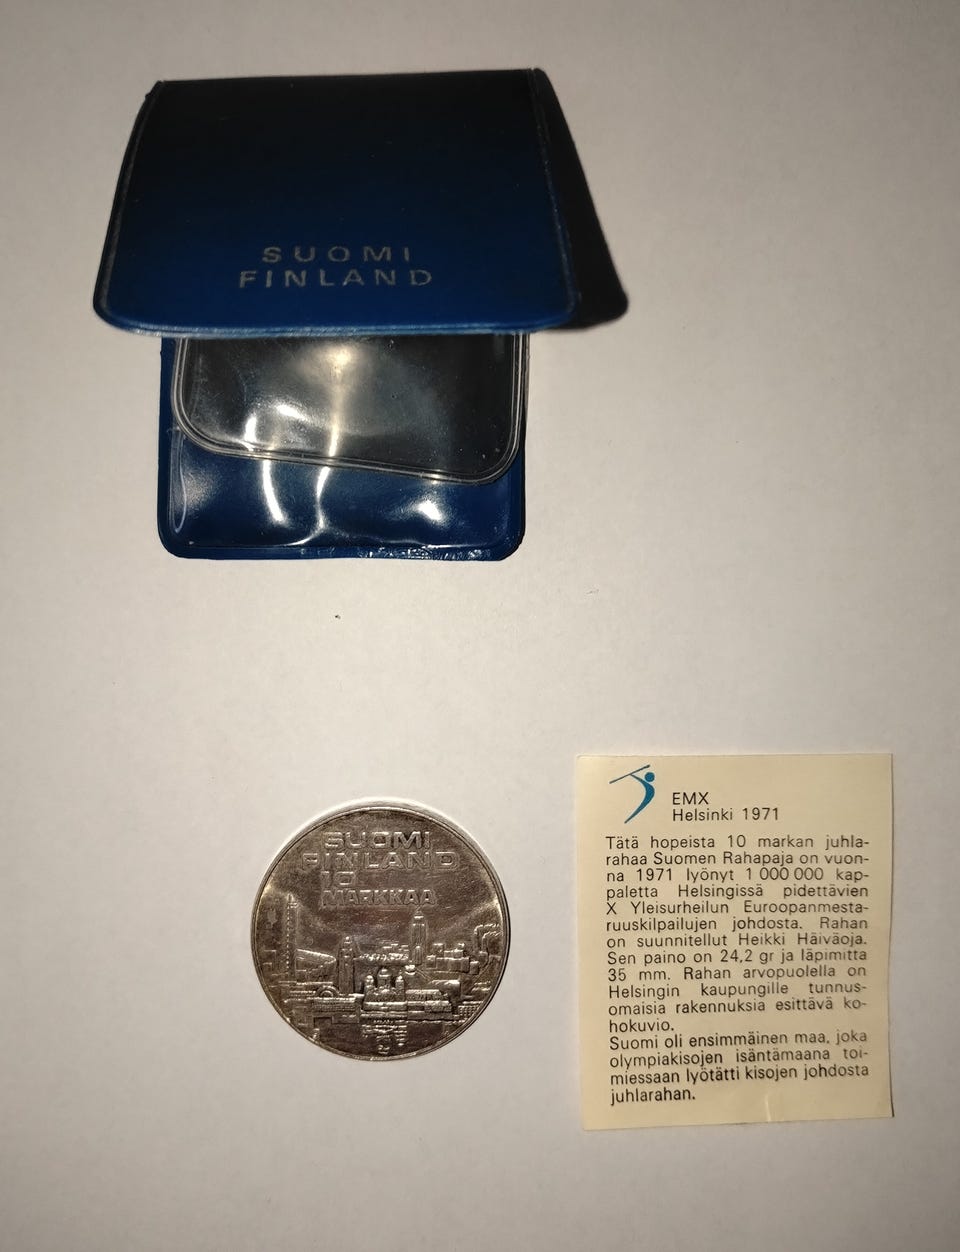 SUOMI
FINLAND
SUOMI
FINLAND
10
MARKKAA
EMX
Helsinki 1971
Tätä hopeista 10 markan juhla-
rahaa Suomen Rahapaja on vuon-
na 1971 lyönyt 1 000 000 kap-
paletta Helsingissä pidettävien
X Yleisurheilun Euroopanmesta-
ruuskilpailujen johdosta. Rahan
on suunnitellut Heikki Häiväoja.
Sen paino on 24,2 gr ja läpimitta
35 mm. Rahan arvopuolella on
Helsingin kaupungille tunnus-
omaisia rakennuksia esittävä ko-
hokuvio.
Suomi oli ensimmäinen maa, joka
olympiakisojen isäntämaana toi-
miessaan lyötätti kisojen johdosta
juhlarahan.